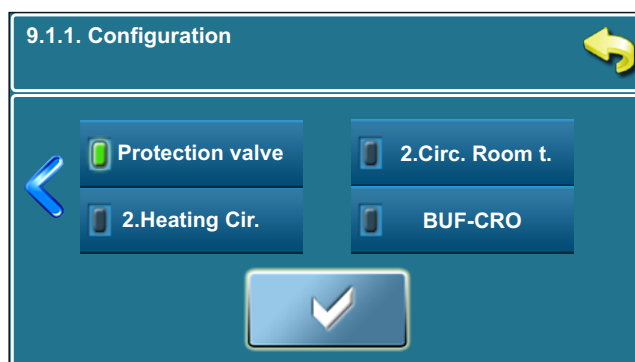 9.1.1. Configuration
Protection valve
2.Circ. Room t.
2.Heating Cir.
BUF-CRO